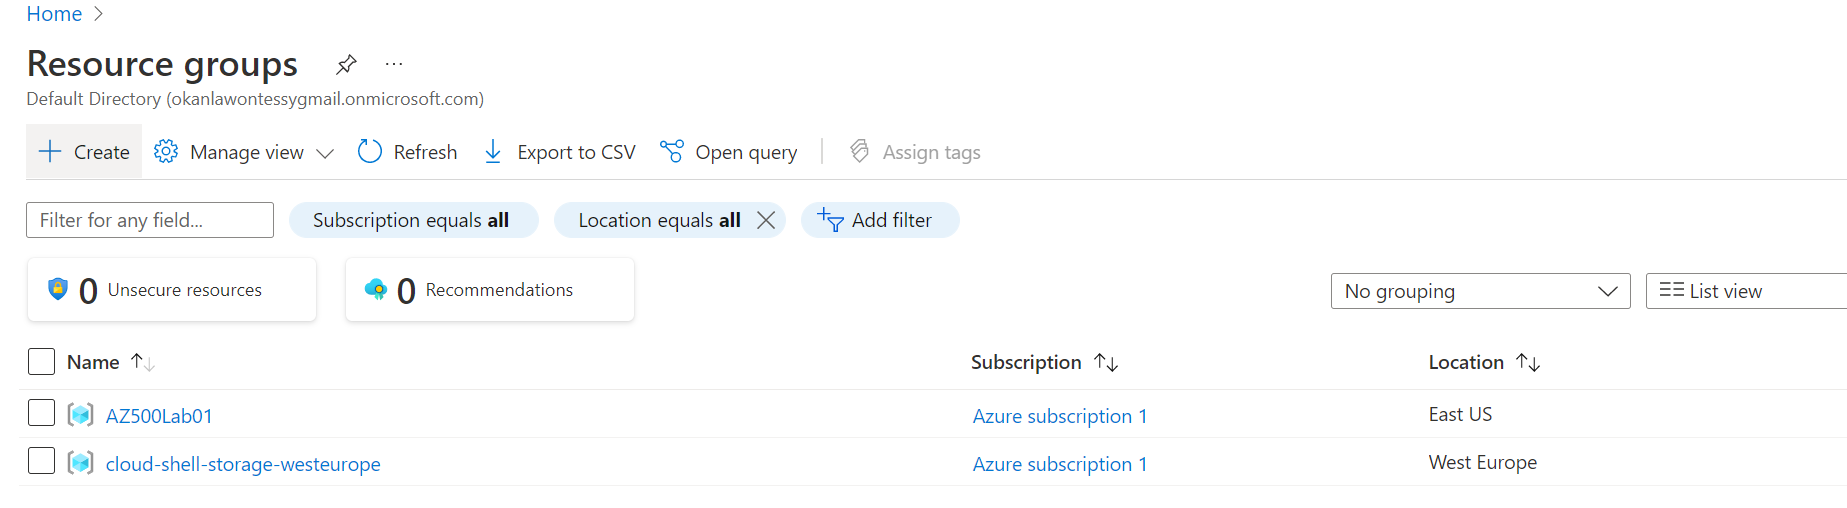 Home
Resource groups
Default Directory (okanlawontessygmail.onmicrosoft.com)
Create Manage view Refresh Export to CSV Open query Assign tags
Filter for any field... Subscription equals all Location equals all Add filter
0 Unsecure resources 0 Recommendations No grouping List view
Name Subscription Location
AZ500Lab01 Azure subscription 1 East US
cloud-shell-storage-westeurope Azure subscription 1 West Europe